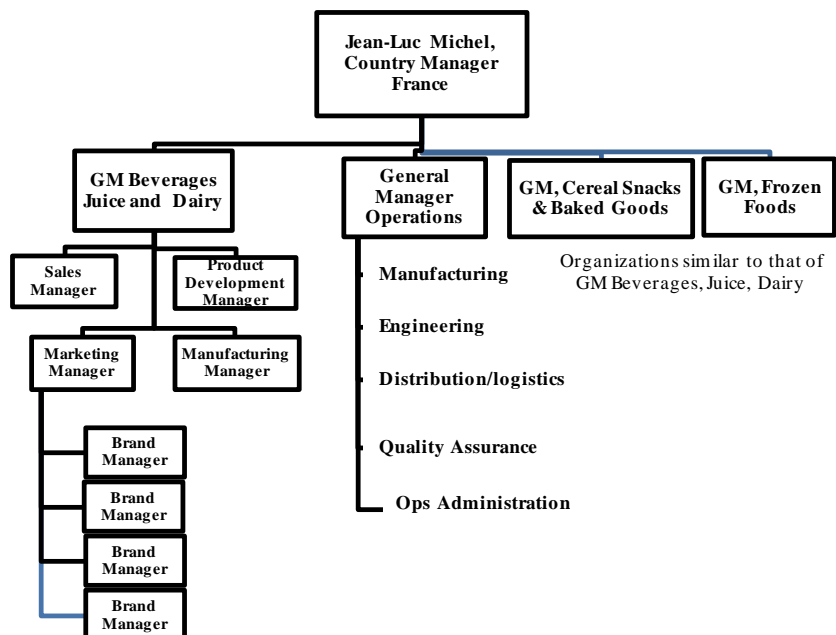 Jean-Luc Michel,
Country Manager
France
GM Beverages
Juice and Dairy
General
Manager
Operations
GM, Cereal Snacks
& Baked Goods
GM, Frozen
Foods
Sales
Manager
Product
Development
Manager
Marketing
Manager
Manufacturing
Manager
Brand
Manager
Brand
Manager
Brand
Manager
Brand
Manager
Manufacturing
Engineering
Distribution/logistics
Quality Assurance
Ops Administration
Organizations similar to that of
GM Beverages, Juice, Dairy